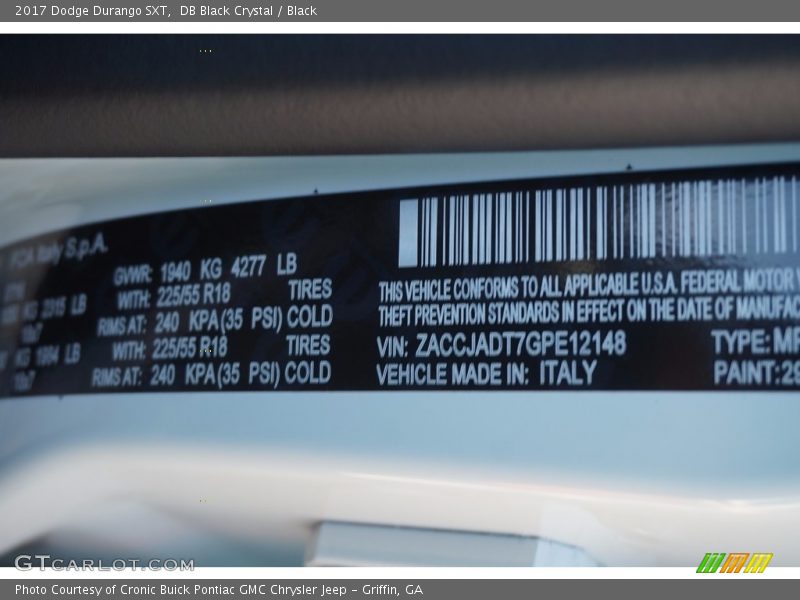 2017 Dodge Durango SXT,  DB Black Crystal / Black
FCA Italy S.p.A.
GVWR: 1940 KG 4277 LB
WITH: 225/55 R18 TIRES
RIMS AT: 240 KPA(35 PSI) COLD
WITH: 225/55 R18 TIRES
RIMS AT: 240 KPA(35 PSI) COLD
LB
LB
THIS VEHICLE CONFORMS TO ALL APPLICABLE U.S.A. FEDERAL MOTOR V
THEFT PREVENTION STANDARDS IN EFFECT ON THE DATE OF MANUFAC
VIN: ZACCJADT7GPE12148 TYPE: MP
VEHICLE MADE IN: ITALY PAINT: 29
GTCARLOT.COM
Photo Courtesy of Cronic Buick Pontiac GMC Chrysler Jeep – Griffin, GA